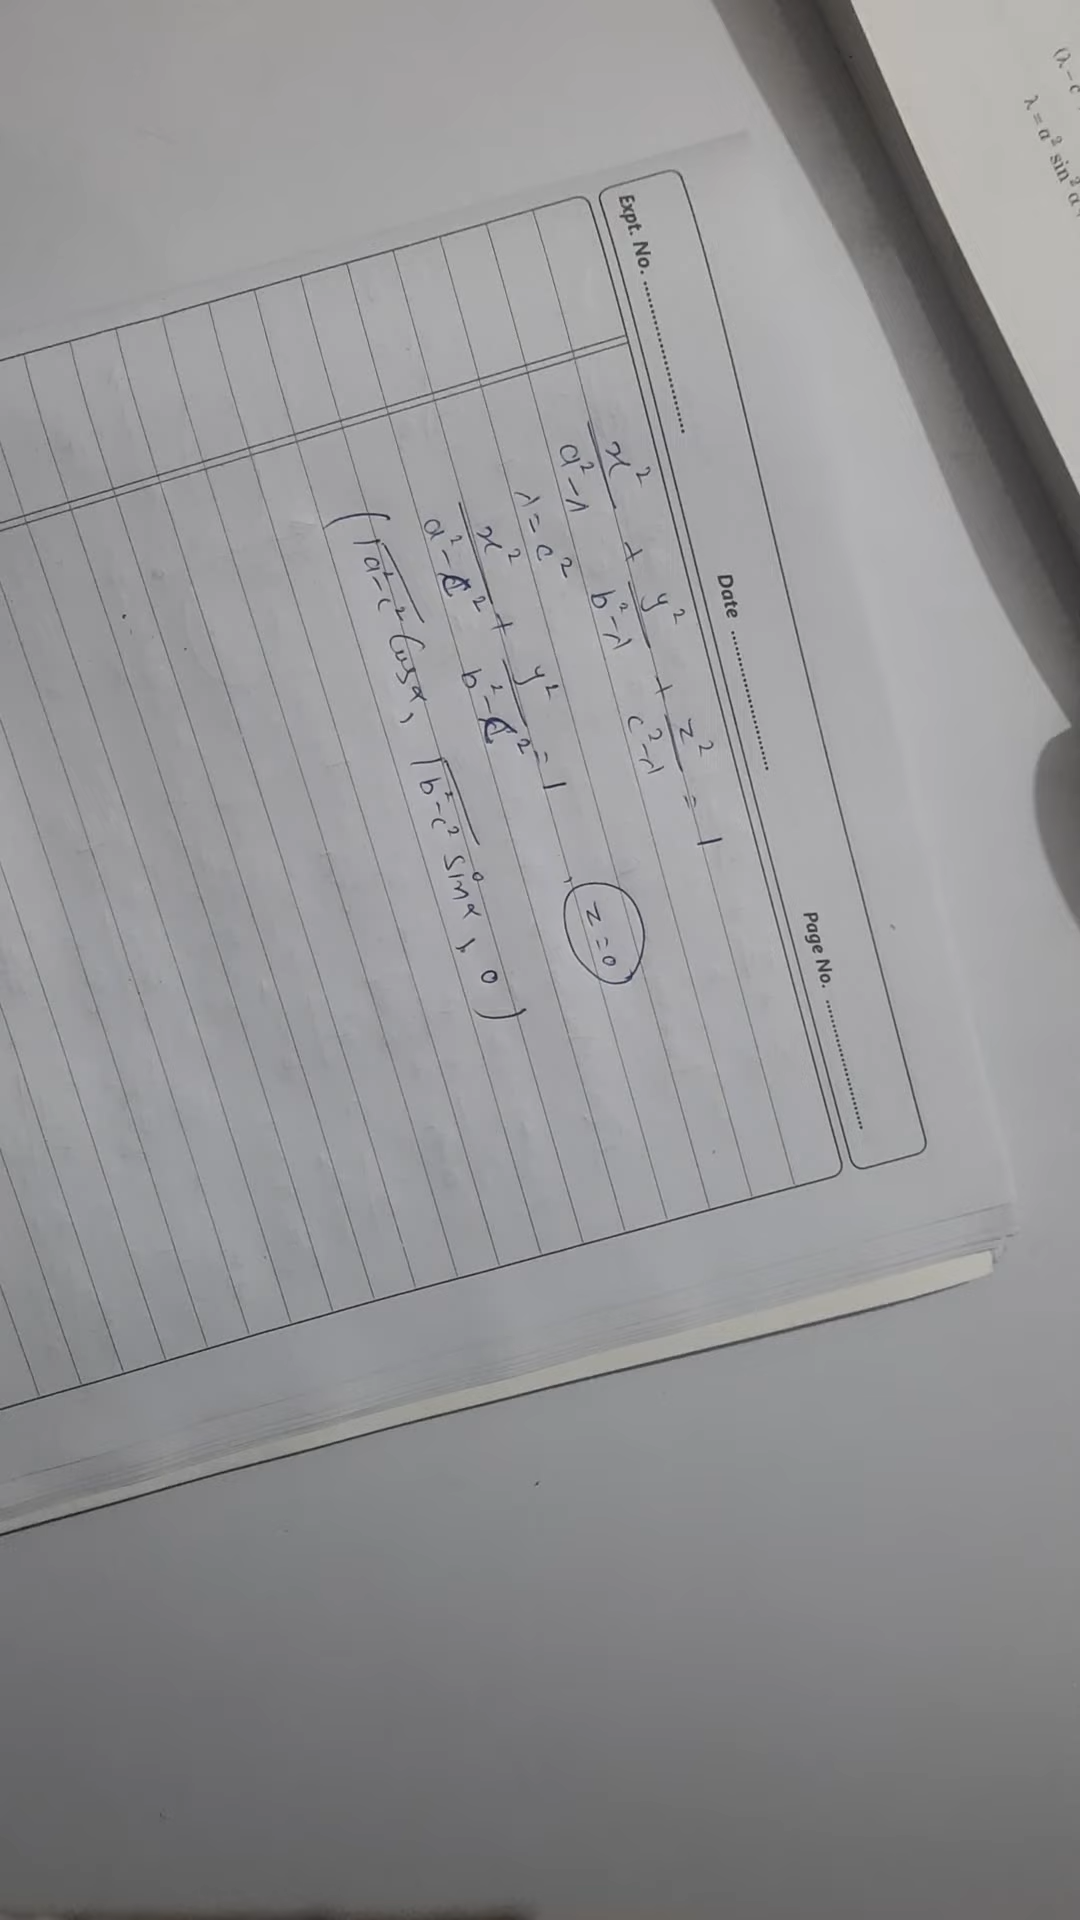 (λ – c
λ = a² sin² α
Expt. No. ....................
Date ....................
Page No. ....................
x²/a²-λ + y²/b²-λ + z²/c²-λ = 1
λ = c²
x²/a²-c² + y²/b²-c² = 1, z=0
(√a²-c² cosα, √b²-c² sinα, 0)